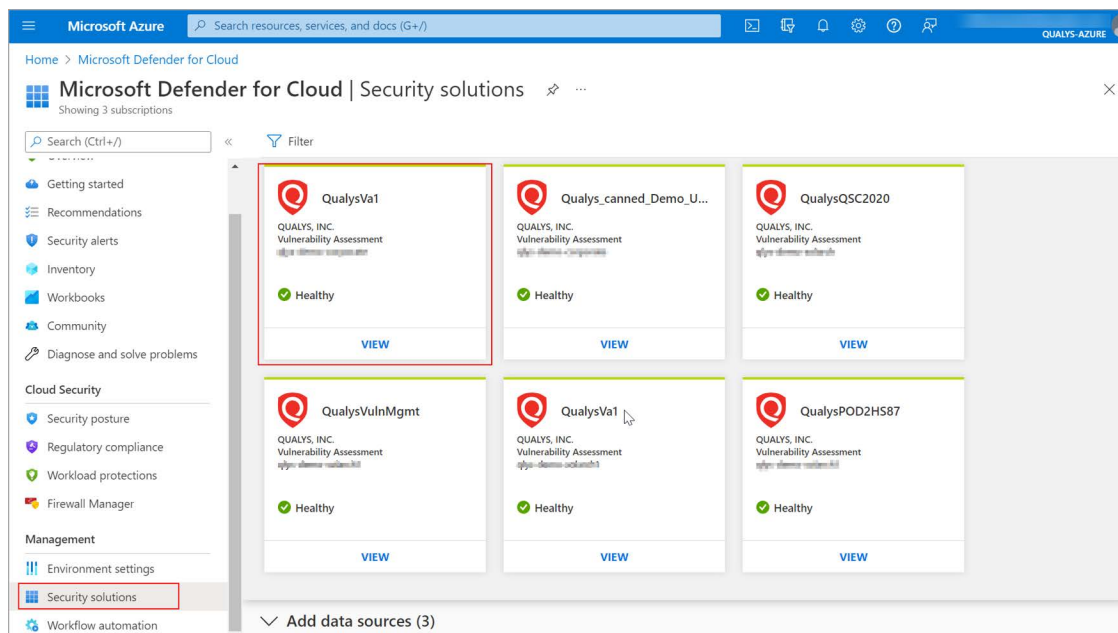 Microsoft Azure
Search resources, services, and docs (G+/)
QUALYS-AZURE
Home > Microsoft Defender for Cloud
Microsoft Defender for Cloud | Security solutions
Showing 3 subscriptions
Search (Ctrl+/)
«
Filter
Overview
Getting started
Recommendations
Security alerts
Inventory
Workbooks
Community
Diagnose and solve problems
Cloud Security
Security posture
Regulatory compliance
Workload protections
Firewall Manager
Management
Environment settings
Security solutions
Workflow automation
QualysVa1
QUALYS, INC.
Vulnerability Assessment
Healthy
VIEW
Qualys_canned_Demo_U...
QUALYS, INC.
Vulnerability Assessment
Healthy
VIEW
QualysQSC2020
QUALYS, INC.
Vulnerability Assessment
Healthy
VIEW
QualysVulnMgmt
QUALYS, INC.
Vulnerability Assessment
Healthy
VIEW
QualysVa1
QUALYS, INC.
Vulnerability Assessment
Healthy
VIEW
QualysPOD2HS87
QUALYS, INC.
Vulnerability Assessment
Healthy
VIEW
Add data sources (3)